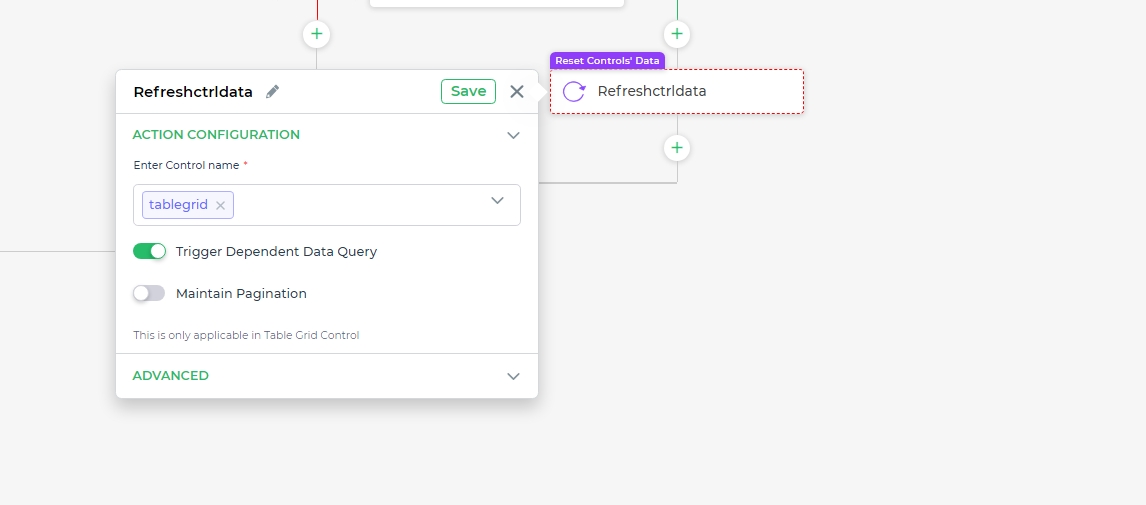 Reset Controls' Data
Refreshctrldata
Refreshctrldata
Save
ACTION CONFIGURATION
Enter Control name *
tablegrid
Trigger Dependent Data Query
Maintain Pagination
This is only applicable in Table Grid Control
ADVANCED